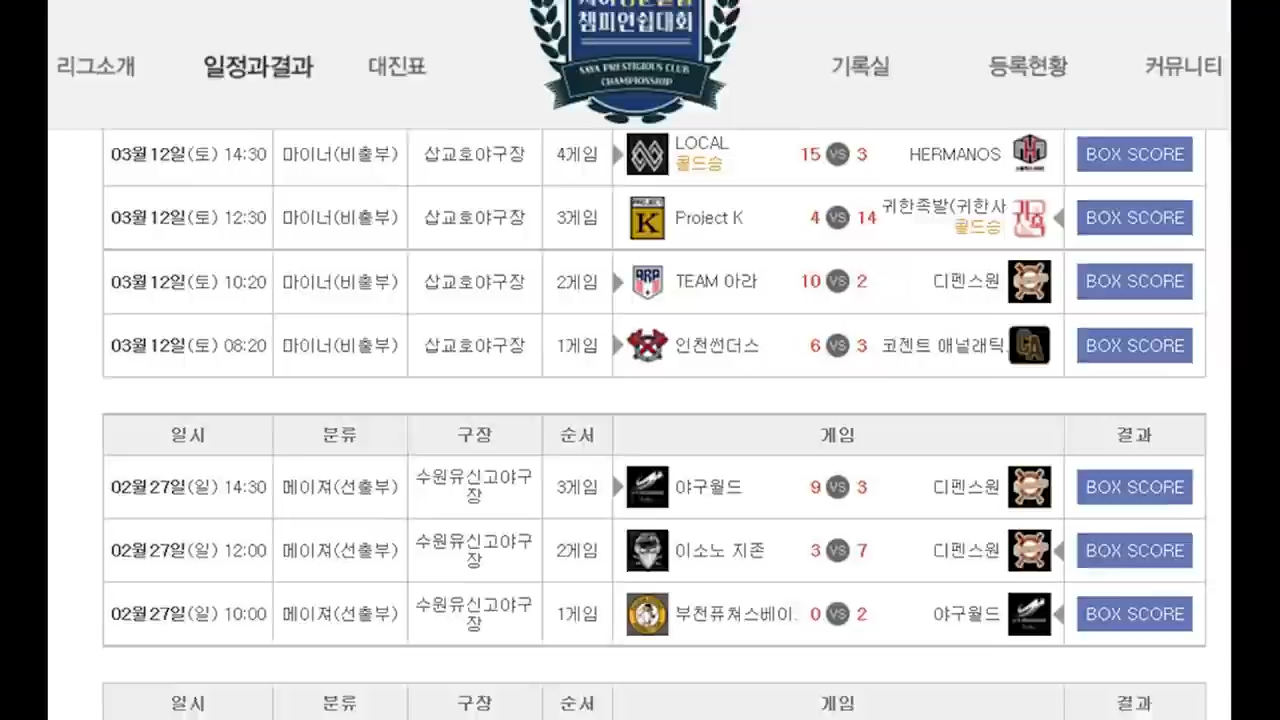 챔피언쉽대회
SAYA PRESTIGIOUS CLUB
CHAMPIONSHIP
리그소개 일정과결과 대진표 기록실 등록현황 커뮤니티
03월12일(토) 14:30 마이너(비출부) 삽교호야구장 4게임 LOCAL 콜드승 15 VS 3 HERMANOS BOX SCORE
03월12일(토) 12:30 마이너(비출부) 삽교호야구장 3게임 PROJECT K Project K 4 VS 14 귀한족발(귀한사 콜드승 귀족 BOX SCORE
03월12일(토) 10:20 마이너(비출부) 삽교호야구장 2게임 ARA TEAM 아라 10 VS 2 디펜스원 BOX SCORE
03월12일(토) 08:20 마이너(비출부) 삽교호야구장 1게임 인천썬더스 6 VS 3 코젠트 애널래틱. CA BOX SCORE
일시 분류 구장 순서 게임 결과
02월27일(일) 14:30 메이져(선출부) 수원유신고야구장 3게임 야구월드 9 VS 3 디펜스원 BOX SCORE
02월27일(일) 12:00 메이져(선출부) 수원유신고야구장 2게임 이소노 지존 3 VS 7 디펜스원 BOX SCORE
02월27일(일) 10:00 메이져(선출부) 수원유신고야구장 1게임 부천퓨쳐스베이. 0 VS 2 야구월드 BOX SCORE
일시 분류 구장 순서 게임 결과